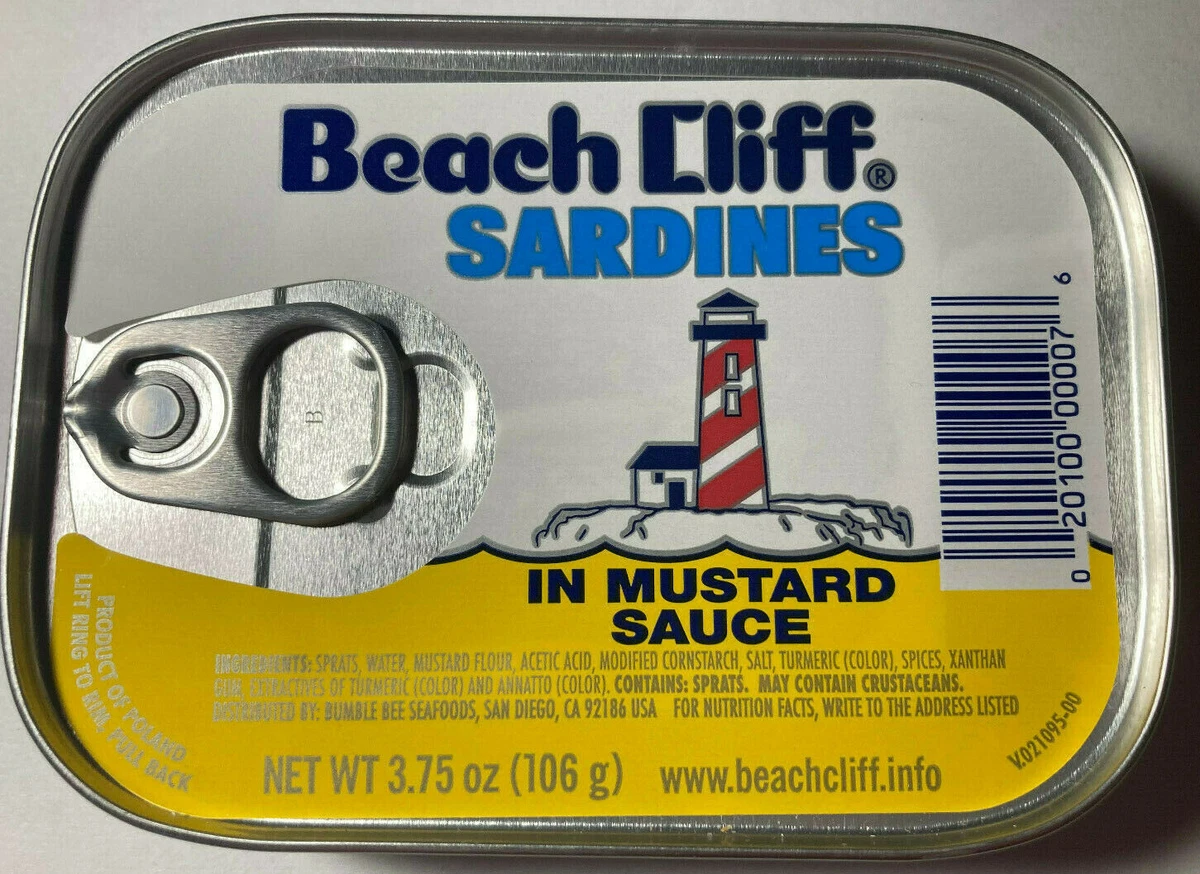 Beach Cliff®
SARDINES
B
0 20100 00007 6
IN MUSTARD
SAUCE
INGREDIENTS: SPRATS, WATER, MUSTARD FLOUR, ACETIC ACID, MODIFIED CORNSTARCH, SALT, TURMERIC (COLOR), SPICES, XANTHAN
GUM, EXTRACTIVES OF TURMERIC (COLOR) AND ANNATTO (COLOR). CONTAINS: SPRATS. MAY CONTAIN CRUSTACEANS.
DISTRIBUTED BY: BUMBLE BEE SEAFOODS, SAN DIEGO, CA 92186 USA FOR NUTRITION FACTS, WRITE TO THE ADDRESS LISTED
PRODUCT OF POLAND
LIFT RING TO RIM, PULL BACK
NET WT 3.75 oz (106 g) www.beachcliff.info
V.021095-00